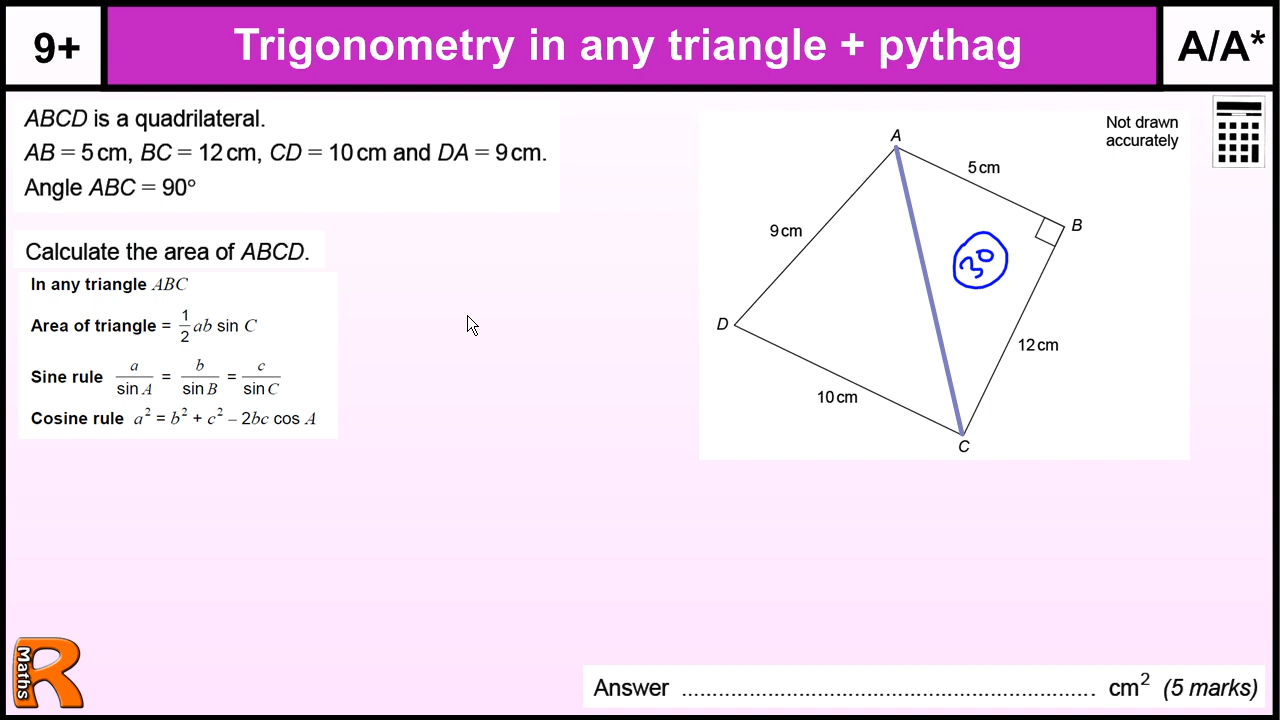 9+
Trigonometry in any triangle + pythag
A/A*
ABCD is a quadrilateral.
AB = 5 cm, BC = 12 cm, CD = 10 cm and DA = 9 cm.
Angle ABC = 90°
Calculate the area of ABCD.
In any triangle ABC
Area of triangle = 1/2 ab sin C
Sine rule a/sin A = b/sin B = c/sin C
Cosine rule a² = b² + c² – 2bc cos A
Not drawn
accurately
A
5 cm
B
9 cm
30
D
12 cm
10 cm
C
R
Maths
Answer ..................................................................... cm² (5 marks)